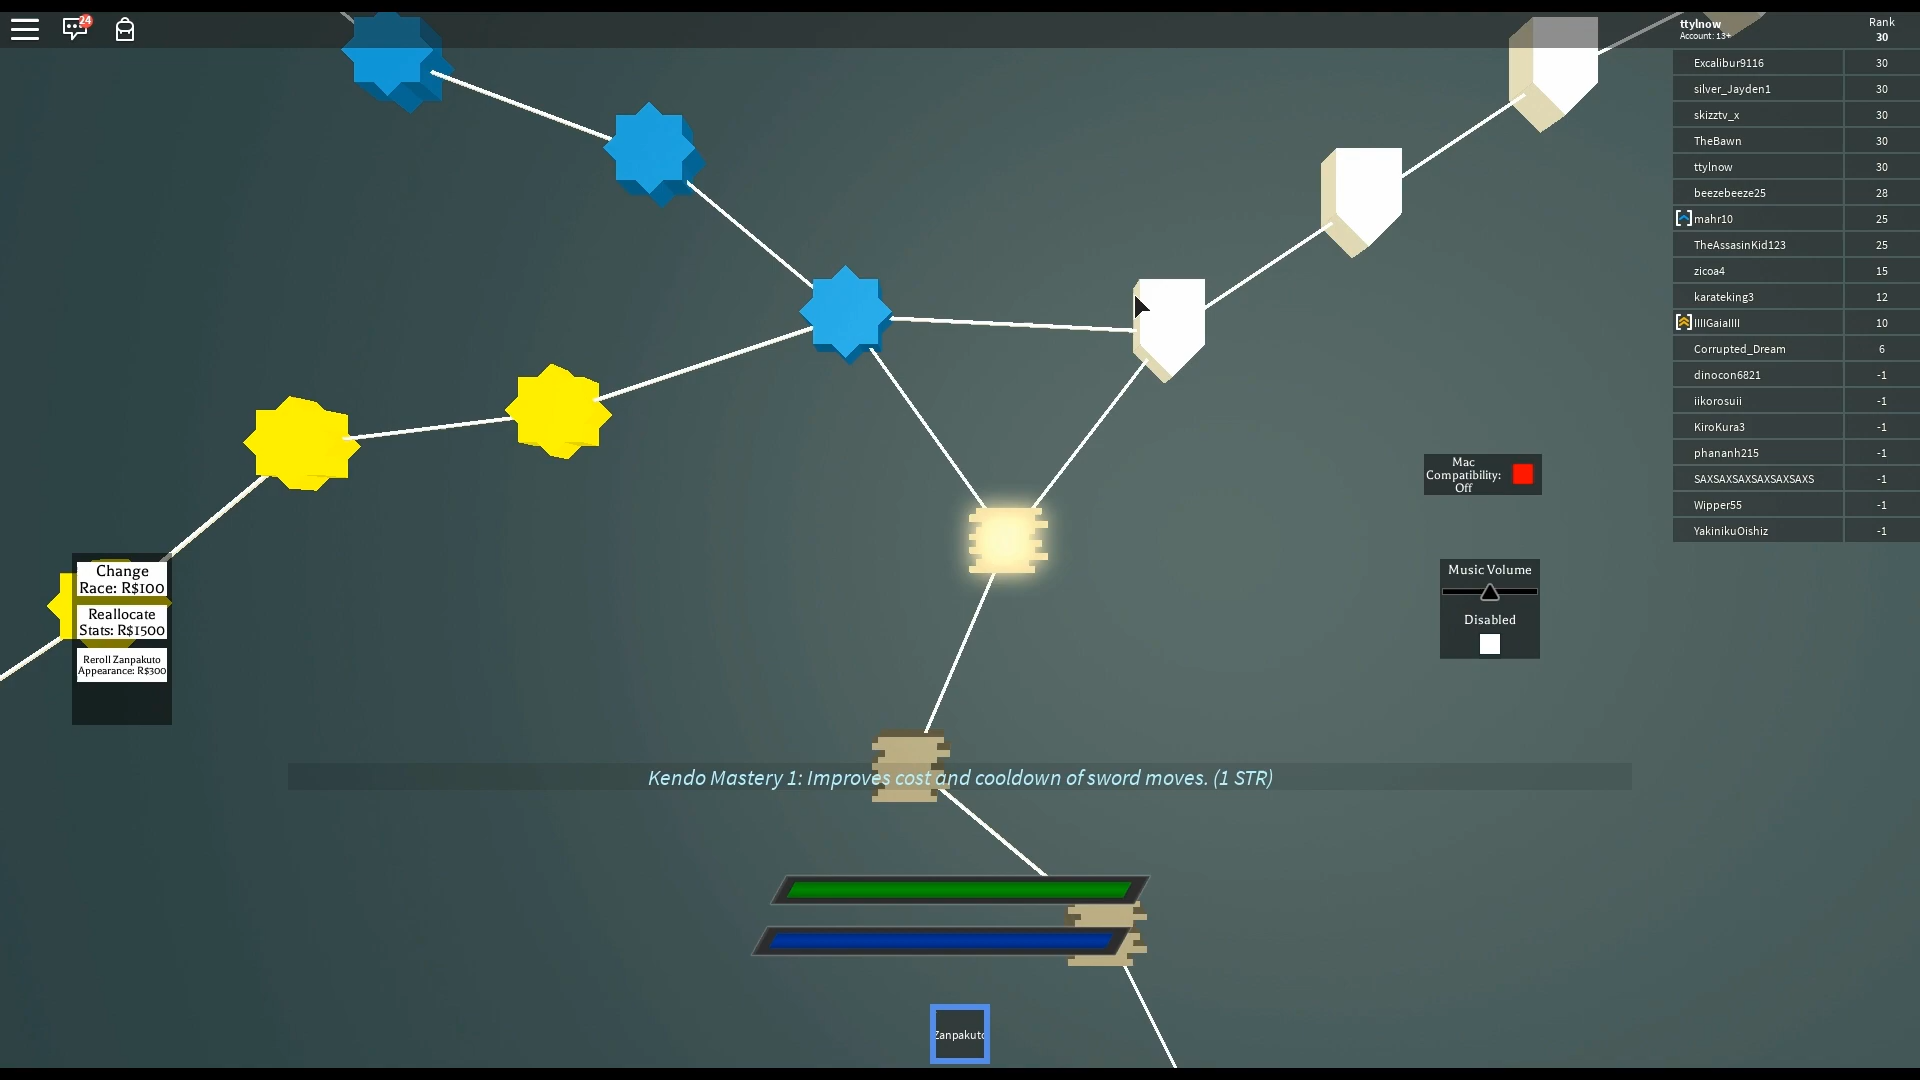 24
ttylnow
Account: 13+
Rank
30
Excalibur9116 30
silver_Jayden1 30
skizztv_x 30
TheBawn 30
ttylnow 30
beezebeeze25 28
mahr10 25
TheAssasinKid123 25
zicoa4 15
karateking3 12
IIIIGaiaIIII 10
Corrupted_Dream 6
dinocon6821 -1
iikorosuii -1
KiroKura3 -1
phananh215 -1
SAXSAXSAXSAXSAXSAXS -1
Wipper55 -1
YakinikuOishiz -1
Mac
Compatibility:
Off
Music Volume
Disabled
Change
Race: R$100
Reallocate
Stats: R$1500
Reroll Zanpakuto
Appearance: R$300
Kendo Mastery 1: Improves cost and cooldown of sword moves. (1 STR)
Zanpakuto